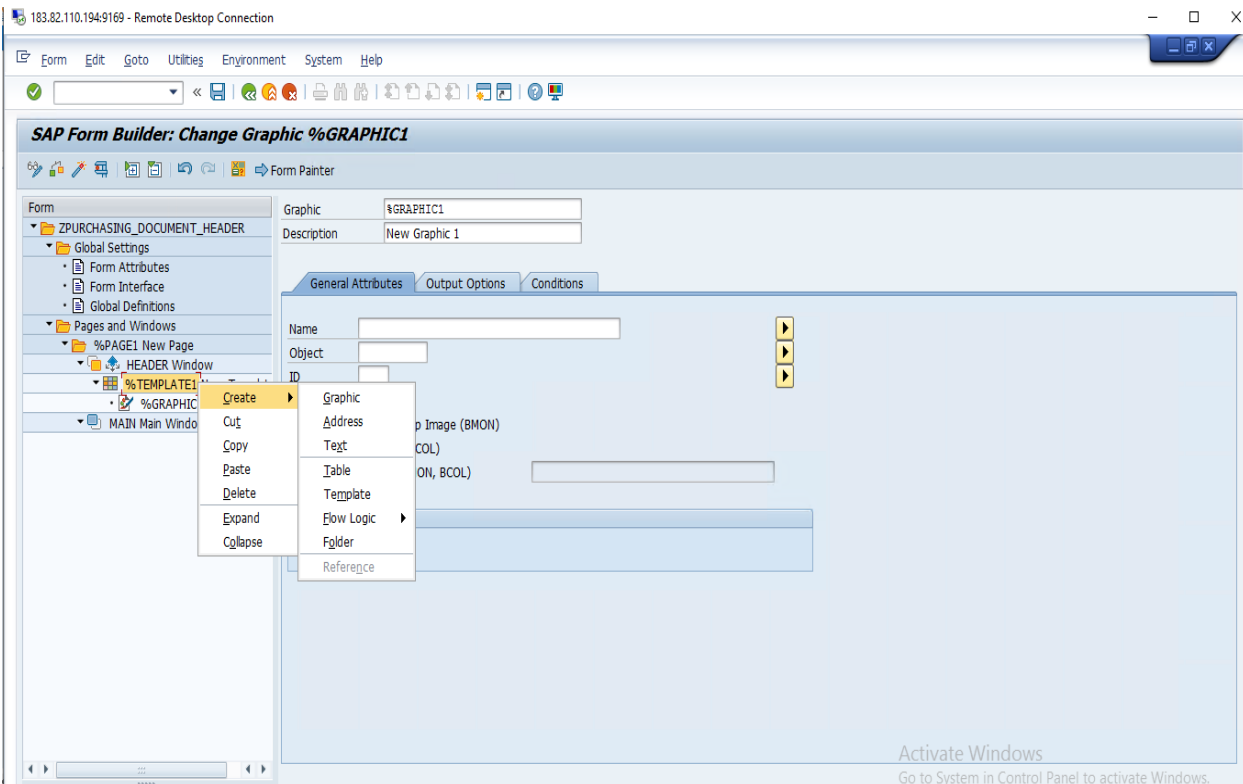 183.82.110.194:9169 - Remote Desktop Connection
Form Edit Goto Utilities Environment System Help
SAP Form Builder: Change Graphic %GRAPHIC1
Form Painter
Form
ZPURCHASING_DOCUMENT_HEADER
Global Settings
Form Attributes
Form Interface
Global Definitions
Pages and Windows
%PAGE1 New Page
HEADER Window
%TEMPLATE1
%GRAPHIC
MAIN Main Windo
Create
Cut
Copy
Paste
Delete
Expand
Collapse
Graphic
Address
Text
Table
Template
Flow Logic
Folder
Reference
Graphic %GRAPHIC1
Description New Graphic 1
General Attributes Output Options Conditions
Name
Object
ID
p Image (BMON)
COL)
ON, BCOL)
Activate Windows
Go to System in Control Panel to activate Windows.